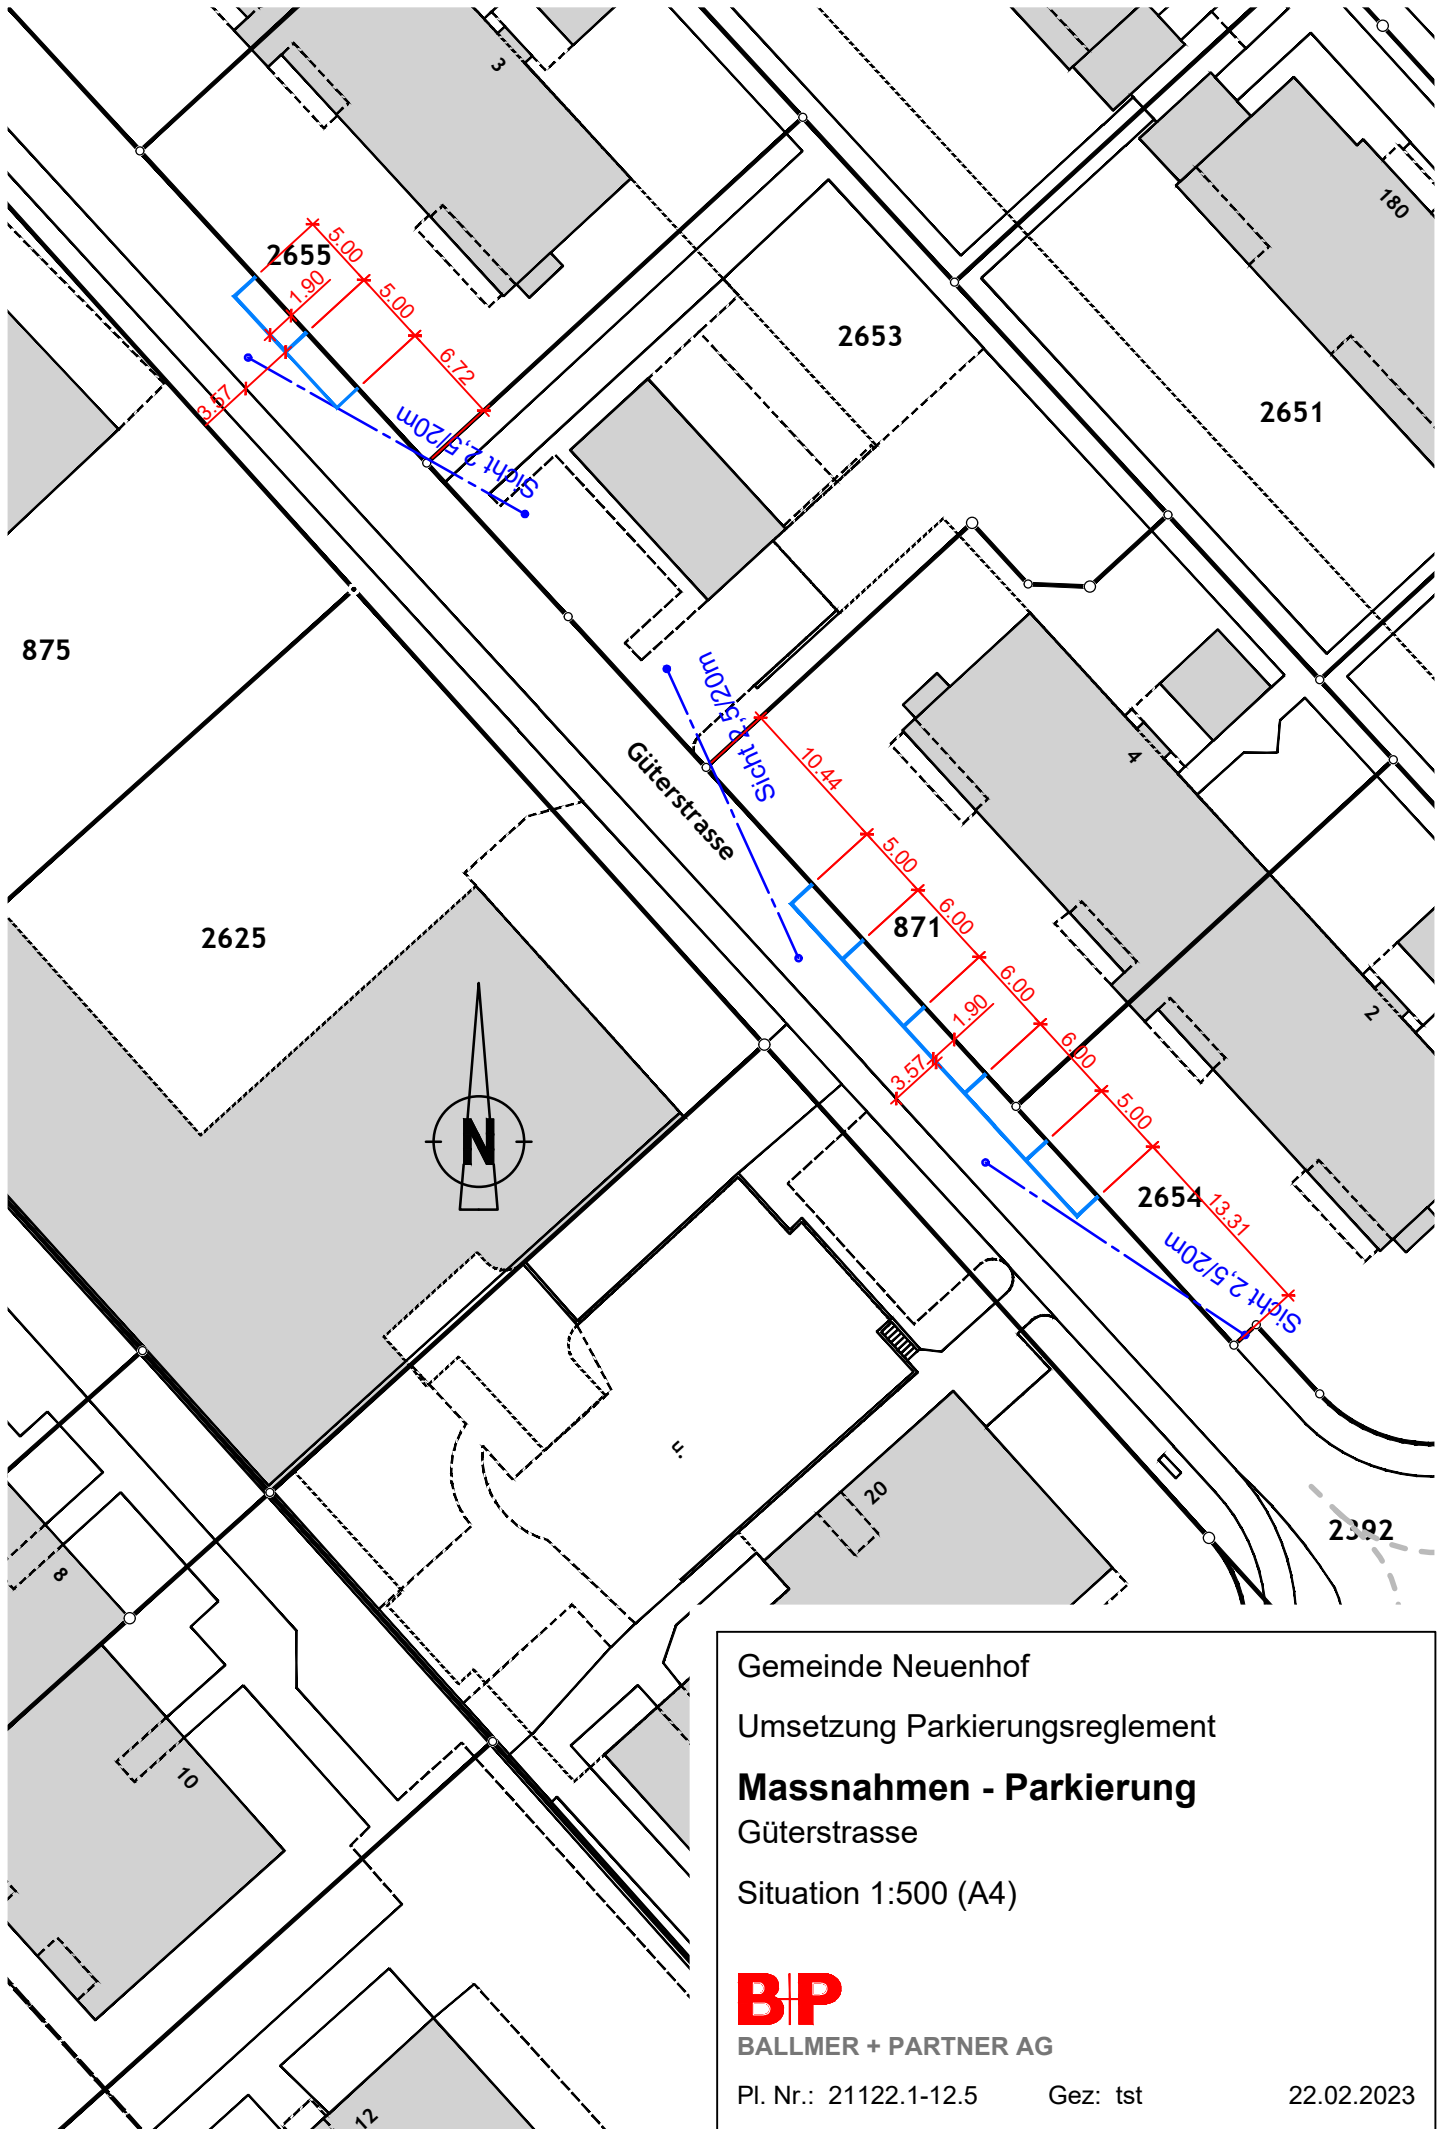 3
180
2655
5.00
1.90
5.00
6.72
3.57
Sicht 2,5/20m
2653
2651
875
Sicht 2,5/20m
Güterstrasse
10.44
4
5.00
6.00
871
2625
6.00
1.90
3.57
6.00
2
5.00
N
2654
13.31
Sicht 2,5/20m
u.
20
2392
8
10
12
Gemeinde Neuenhof
Umsetzung Parkierungsreglement
Massnahmen - Parkierung
Güterstrasse
Situation 1:500 (A4)
B+P
BALLMER + PARTNER AG
Pl. Nr.: 21122.1-12.5 Gez: tst 22.02.2023